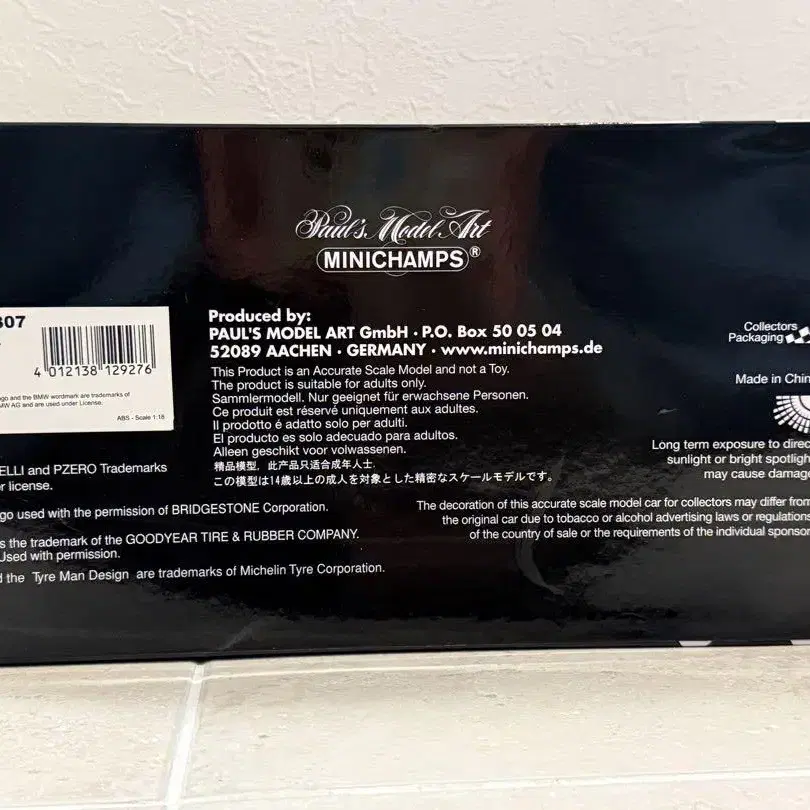 Paul's Model Art
MINICHAMPS®
307
4 012138 129276
ogo and the BMW wordmark are trademarks of
MW AG and are used under License.
ABS - Scale 1:18
Produced by:
PAUL'S MODEL ART GmbH · P.O. Box 50 05 04
52089 AACHEN · GERMANY · www.minichamps.de
This Product is an Accurate Scale Model and not a Toy.
The product is suitable for adults only.
Sammlermodell. Nur geeignet für erwachsene Personen.
Ce produit est réservé uniquement aux adultes.
Il prodotto é adatto solo per adulti.
El producto es solo adecuado para adultos.
Alleen geschikt voor volwassenen.
精品模型，此产品只适合成年人士.
この模型は14歳以上の成人を対象とした精密なスケールモデルです。
Collectors
Packaging
Made in Chin
Long term exposure to direc
sunlight or bright spotligh
may cause damage
ELLI and PZERO Trademarks
r license.
go used with the permission of BRIDGESTONE Corporation.
s the trademark of the GOODYEAR TIRE & RUBBER COMPANY.
Used with permission.
d the Tyre Man Design are trademarks of Michelin Tyre Corporation.
The decoration of this accurate scale model car for collectors may differ from
the original car due to tobacco or alcohol advertising laws or regulations
of the country of sale or the requirements of the individual sponsor